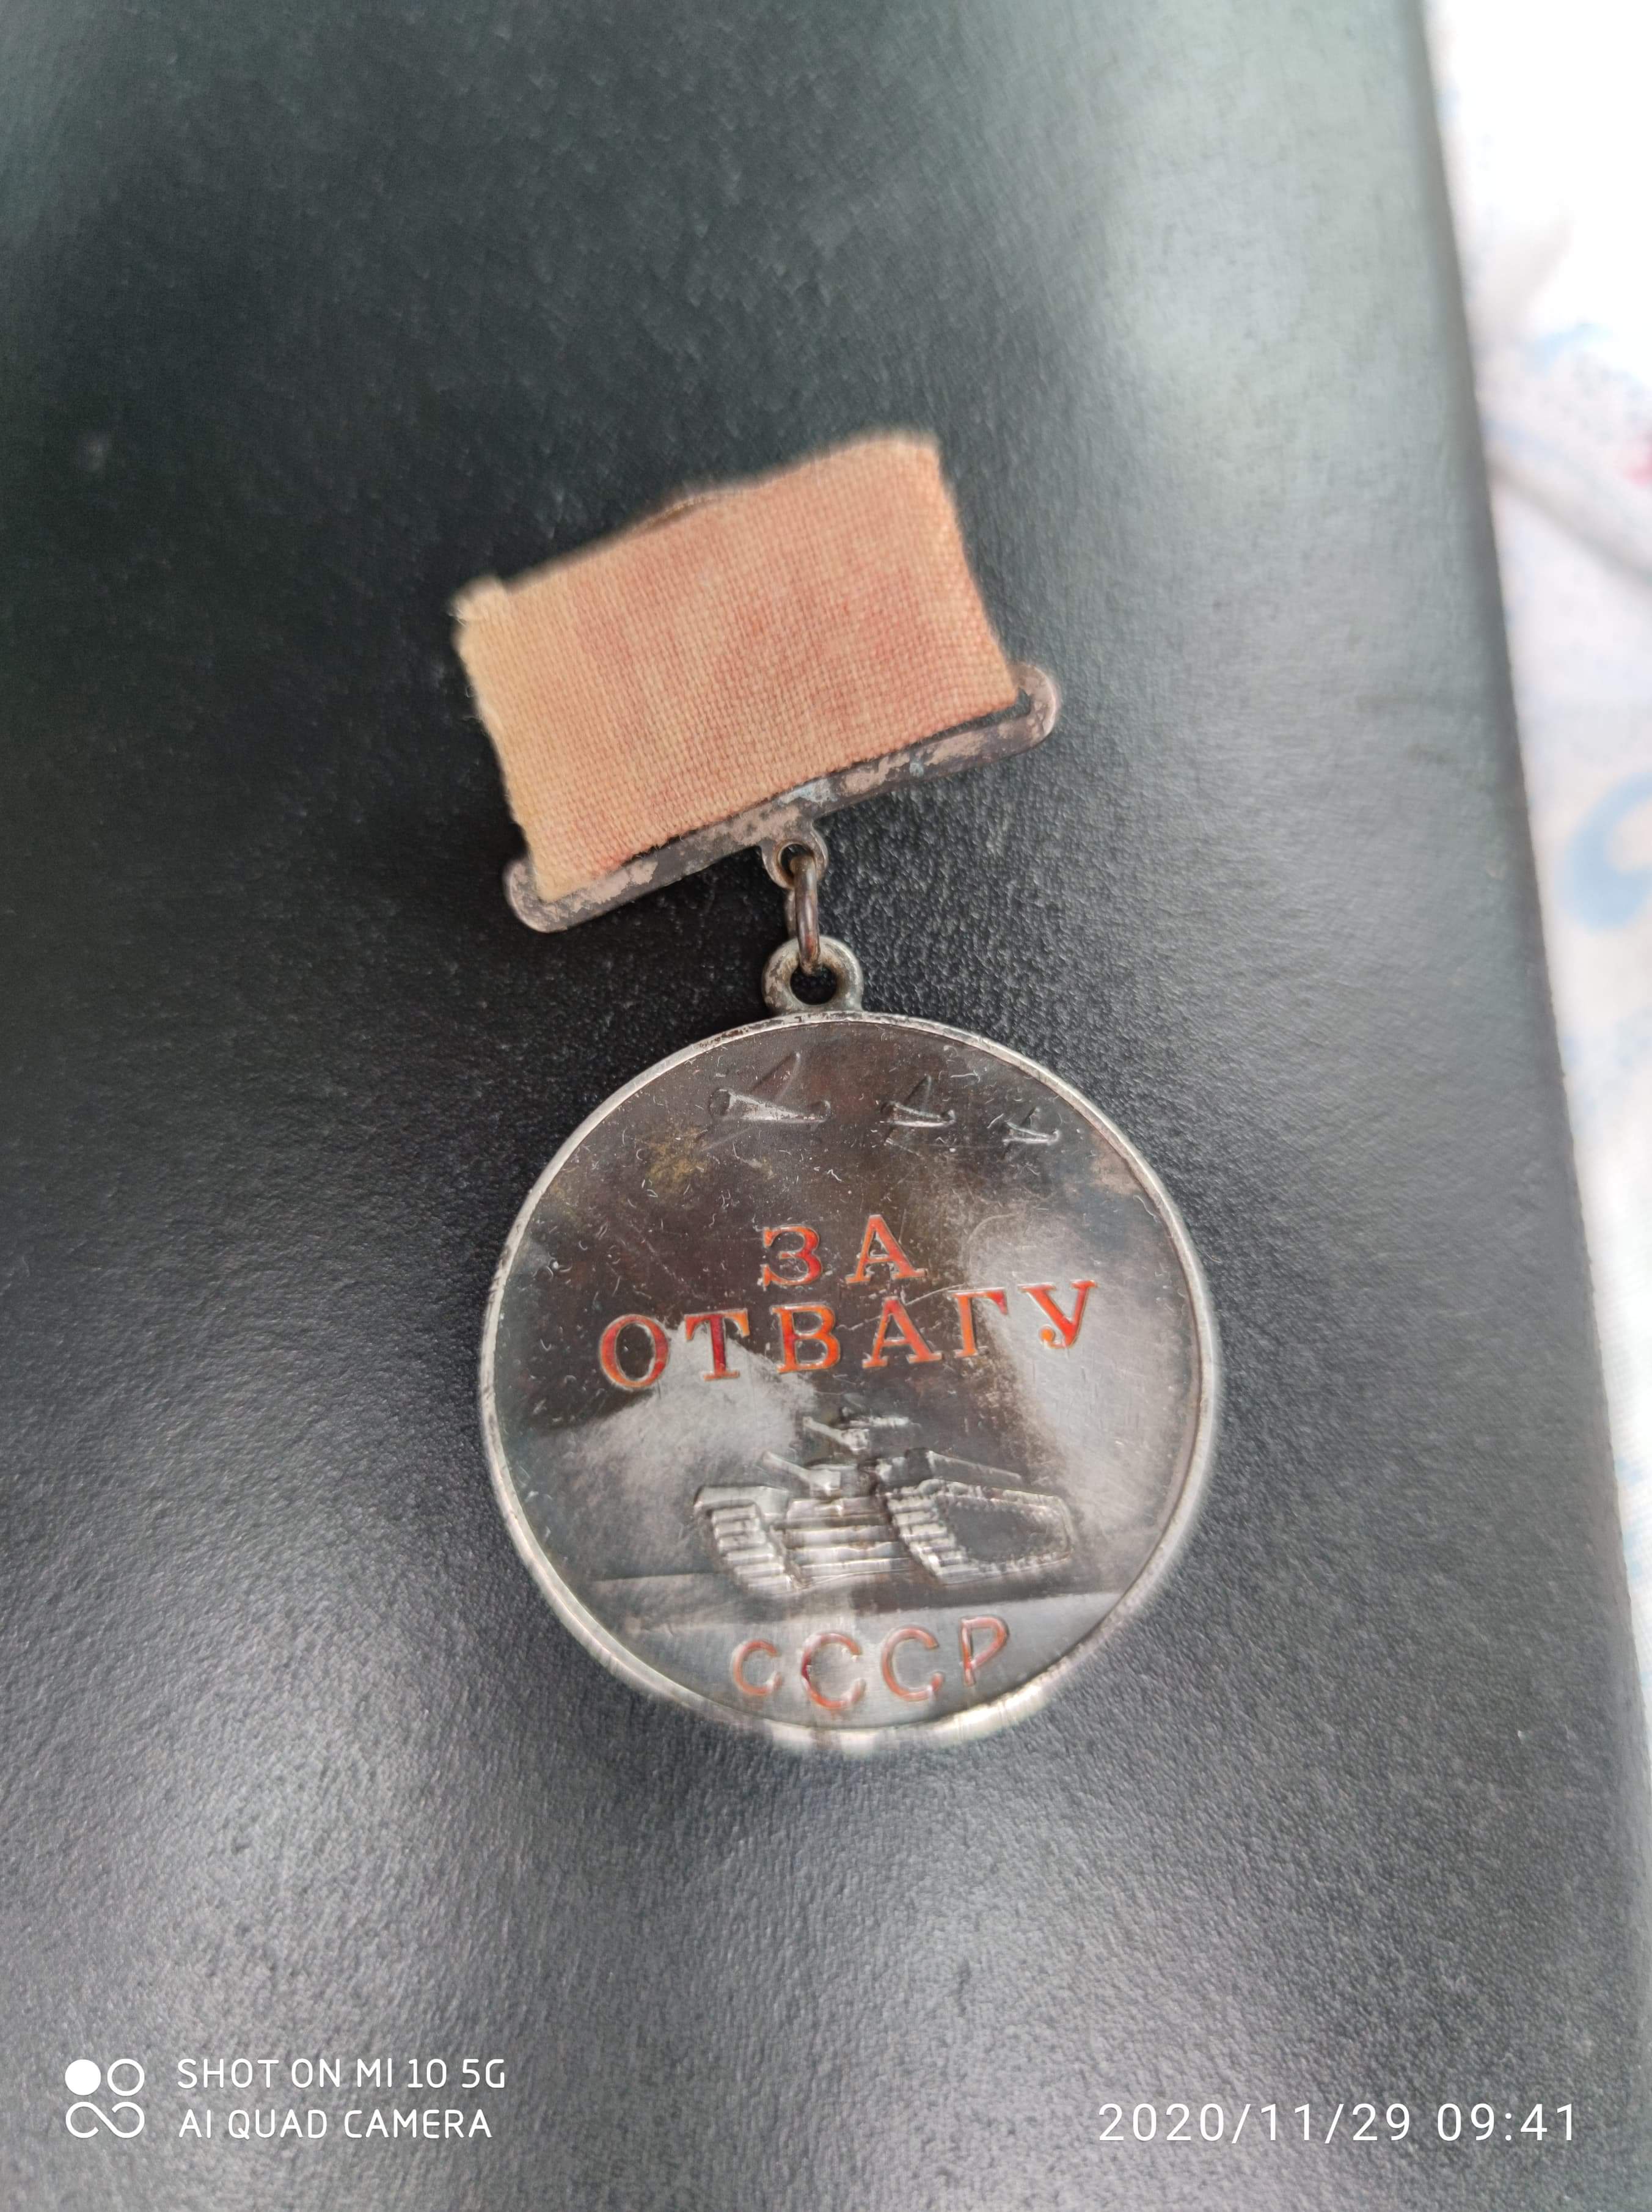 ЗА
ОТВАГУ
СССР
SHOT ON MI 10 5G
AI QUAD CAMERA
2020/11/29 09:41